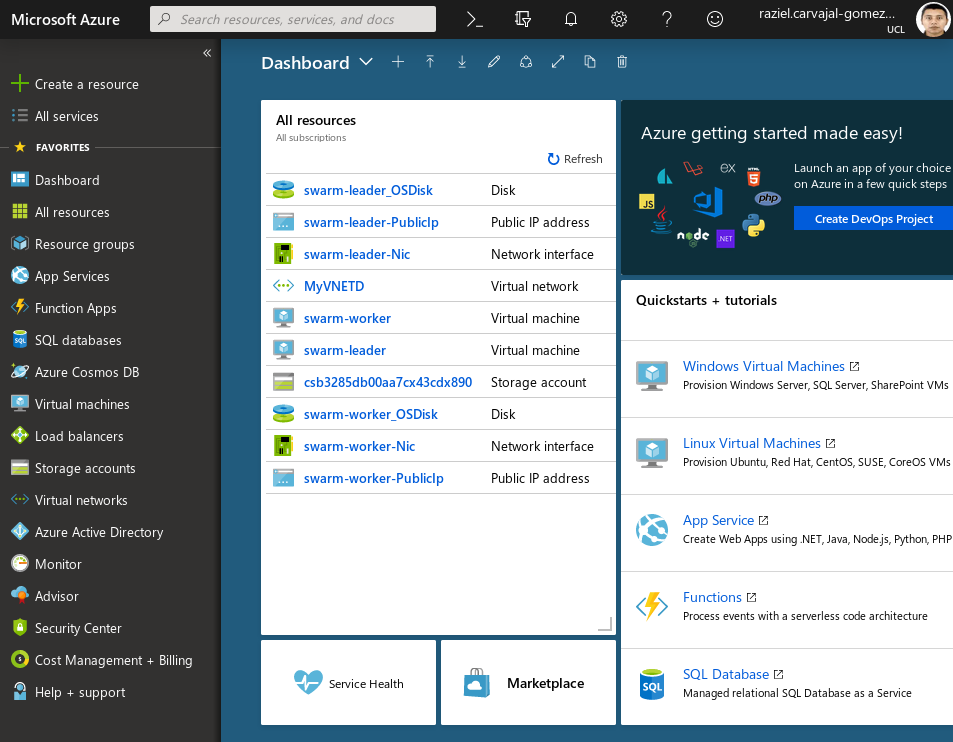 Microsoft Azure
Search resources, services, and docs
raziel.carvajal-gomez...
UCL
«
Create a resource
All services
FAVORITES
Dashboard
All resources
Resource groups
App Services
Function Apps
SQL databases
Azure Cosmos DB
Virtual machines
Load balancers
Storage accounts
Virtual networks
Azure Active Directory
Monitor
Advisor
Security Center
Cost Management + Billing
Help + support
Dashboard
All resources
All subscriptions
Refresh
swarm-leader_OSDisk Disk
swarm-leader-PublicIp Public IP address
swarm-leader-Nic Network interface
MyVNETD Virtual network
swarm-worker Virtual machine
swarm-leader Virtual machine
csb3285db00aa7cx43cdx890 Storage account
swarm-worker_OSDisk Disk
swarm-worker-Nic Network interface
swarm-worker-PublicIp Public IP address
Service Health
Marketplace
Azure getting started made easy!
Launch an app of your choice
on Azure in a few quick steps
Create DevOps Project
ex
HTML
JS
php
node
.NET
Quickstarts + tutorials
Windows Virtual Machines
Provision Windows Server, SQL Server, SharePoint VMs
Linux Virtual Machines
Provision Ubuntu, Red Hat, CentOS, SUSE, CoreOS VMs
App Service
Create Web Apps using .NET, Java, Node.js, Python, PHP
Functions
Process events with a serverless code architecture
SQL
SQL Database
Managed relational SQL Database as a Service